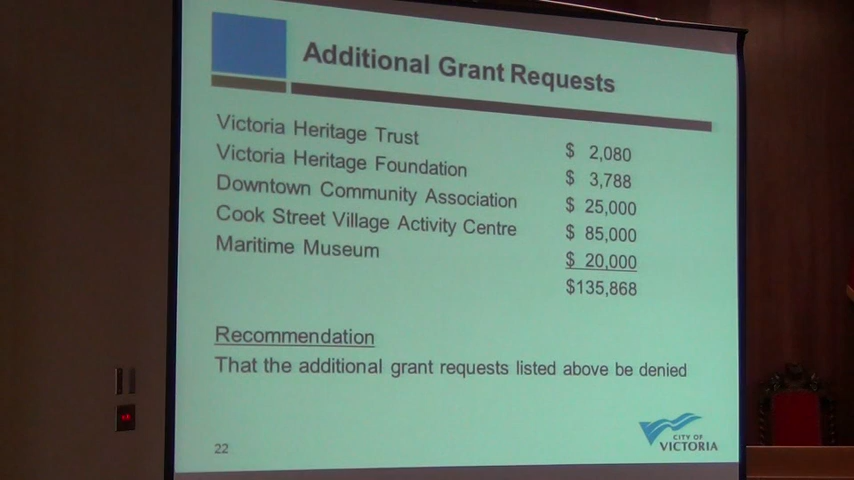 Additional Grant Requests
Victoria Heritage Trust $ 2,080
Victoria Heritage Foundation $ 3,788
Downtown Community Association $ 25,000
Cook Street Village Activity Centre $ 85,000
Maritime Museum $ 20,000
$135,868
Recommendation
That the additional grant requests listed above be denied
22
CITY OF
VICTORIA